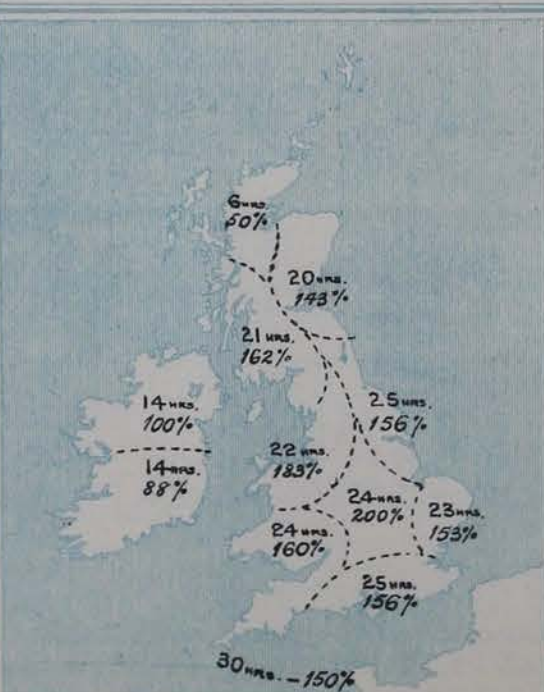 6 HRS.
50%
20 HRS.
143%
21 HRS.
162%
14 HRS.
100%
25 HRS.
156%
14 HRS.
88%
22 HRS.
183%
24 HRS.
200%
23 HRS.
153%
24 HRS.
160%
25 HRS.
156%
30 HRS. - 150%